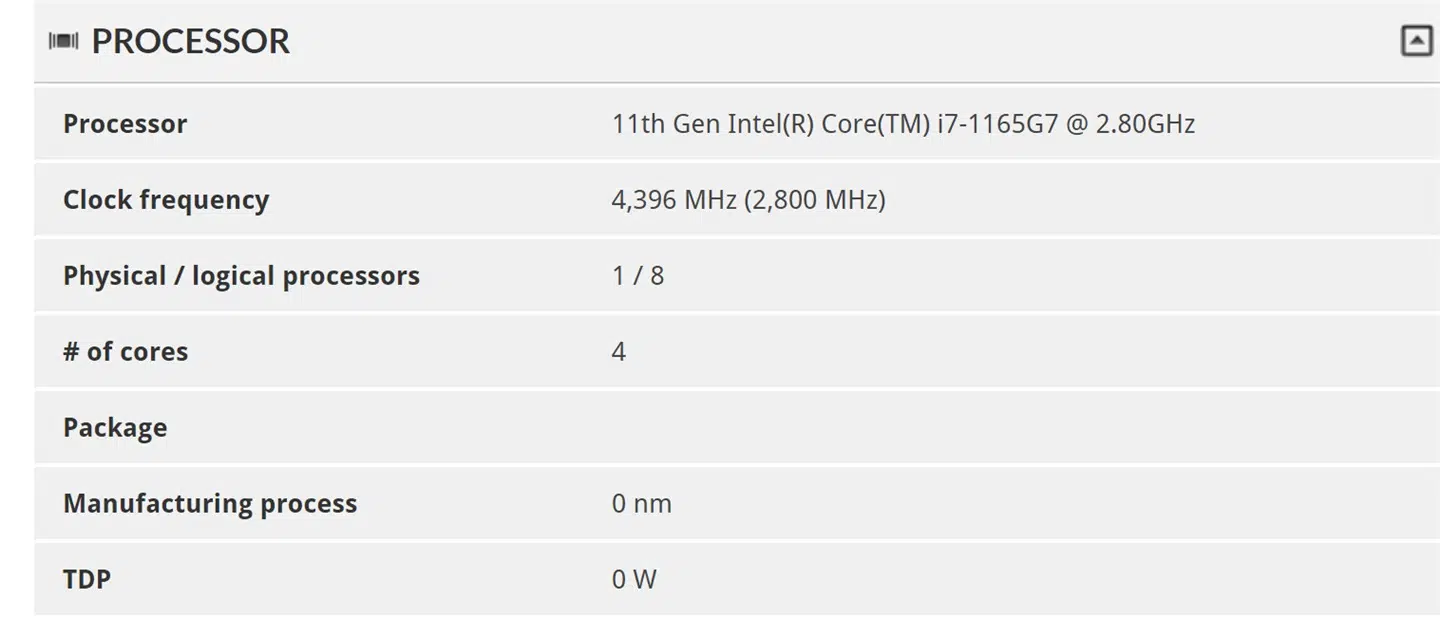 PROCESSOR
Processor 11th Gen Intel(R) Core(TM) i7-1165G7 @ 2.80GHz
Clock frequency 4,396 MHz (2,800 MHz)
Physical / logical processors 1 / 8
# of cores 4
Package
Manufacturing process 0 nm
TDP 0 W